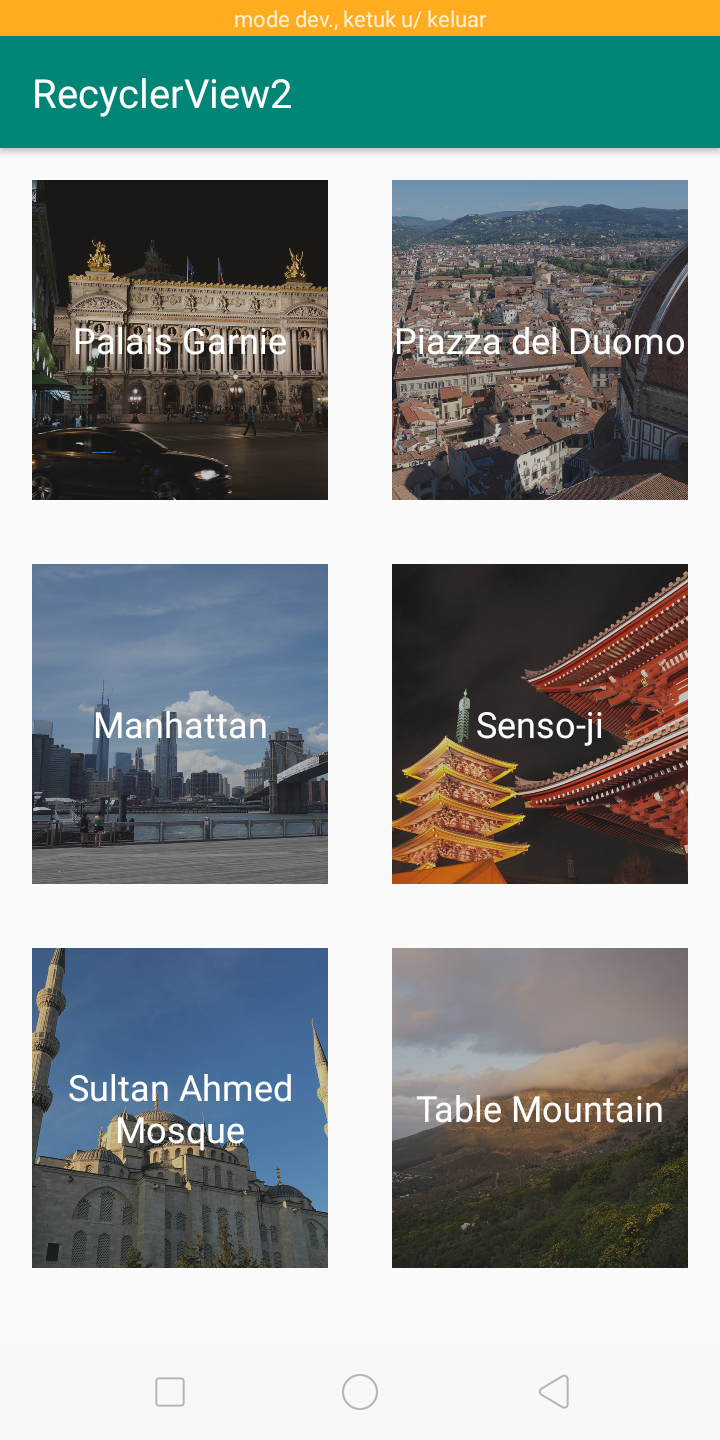 mode dev., ketuk u/ keluar
RecyclerView2
Palais Garnie
Piazza del Duomo
Manhattan
Senso-ji
Sultan Ahmed
Mosque
Table Mountain